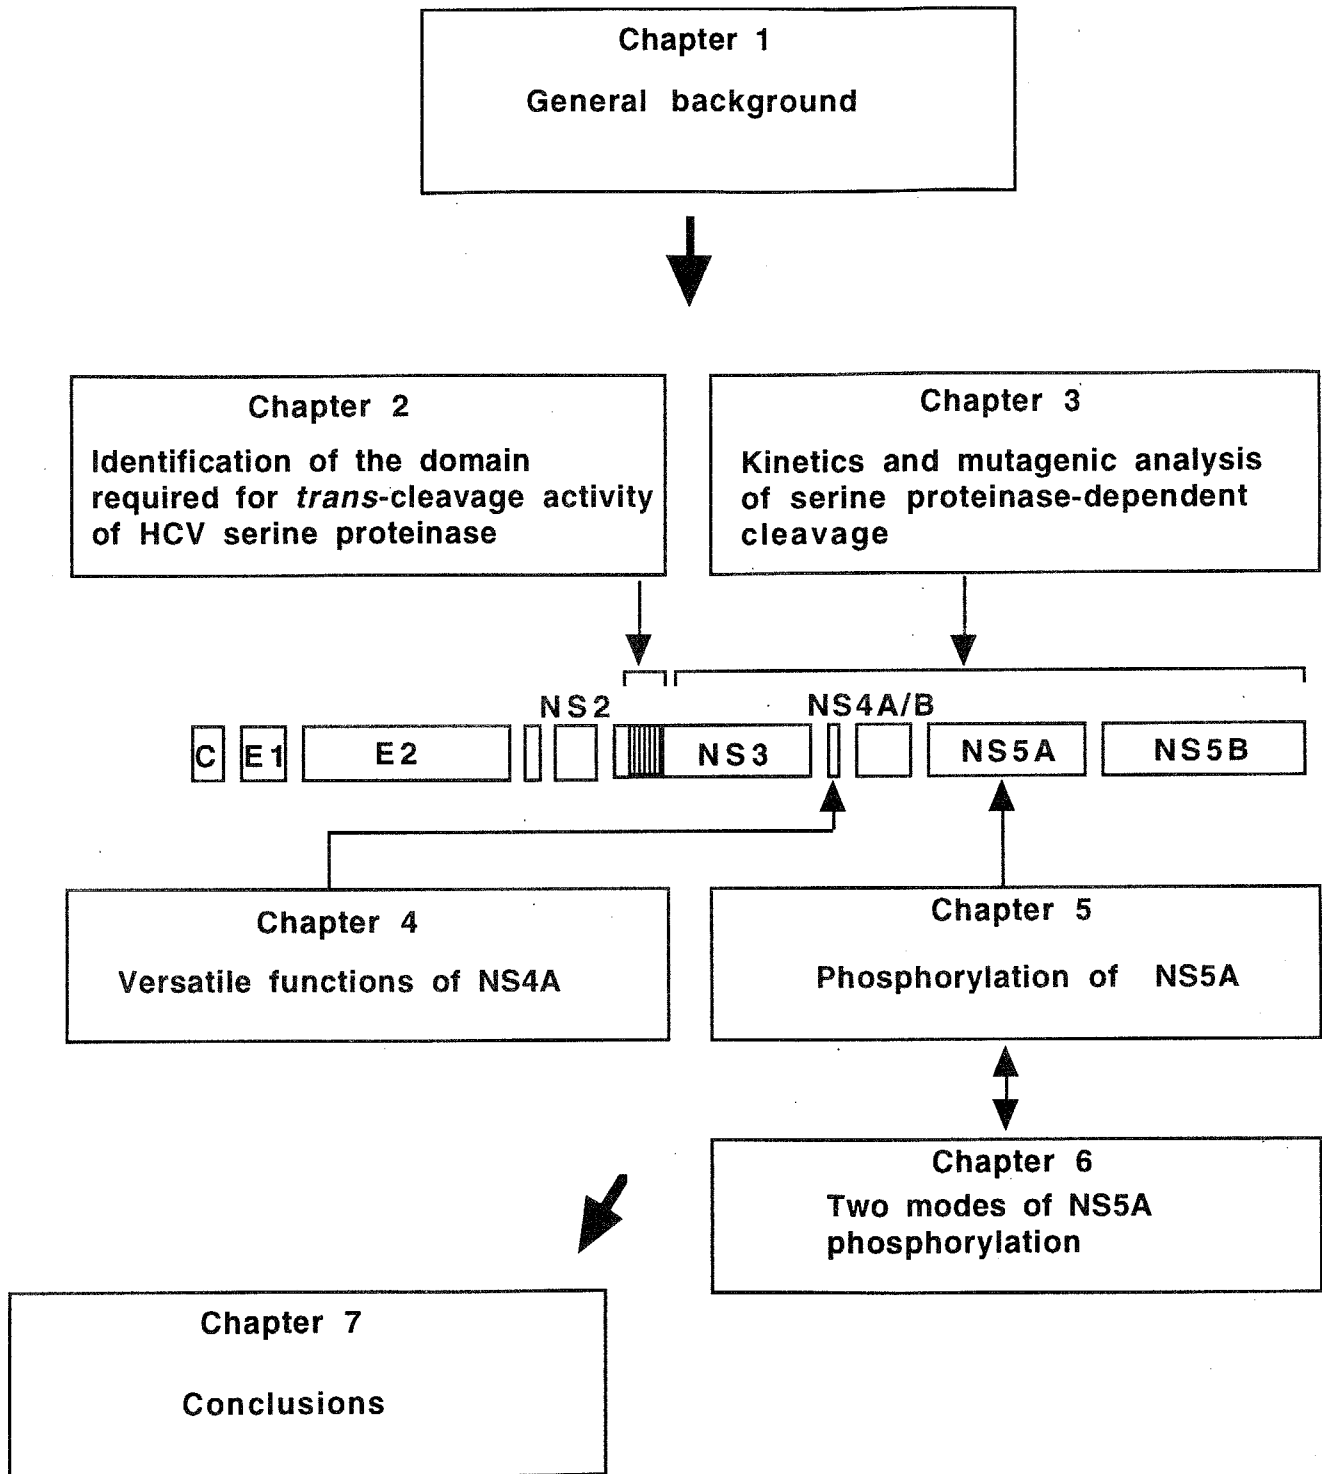 Chapter 1
General background
Chapter 2
Identification of the domain
required for trans-cleavage activity
of HCV serine proteinase
Chapter 3
Kinetics and mutagenic analysis
of serine proteinase-dependent
cleavage
NS2
NS4A/B
C
E1
E2
NS3
NS5A
NS5B
Chapter 4
Versatile functions of NS4A
Chapter 5
Phosphorylation of NS5A
Chapter 6
Two modes of NS5A
phosphorylation
Chapter 7
Conclusions